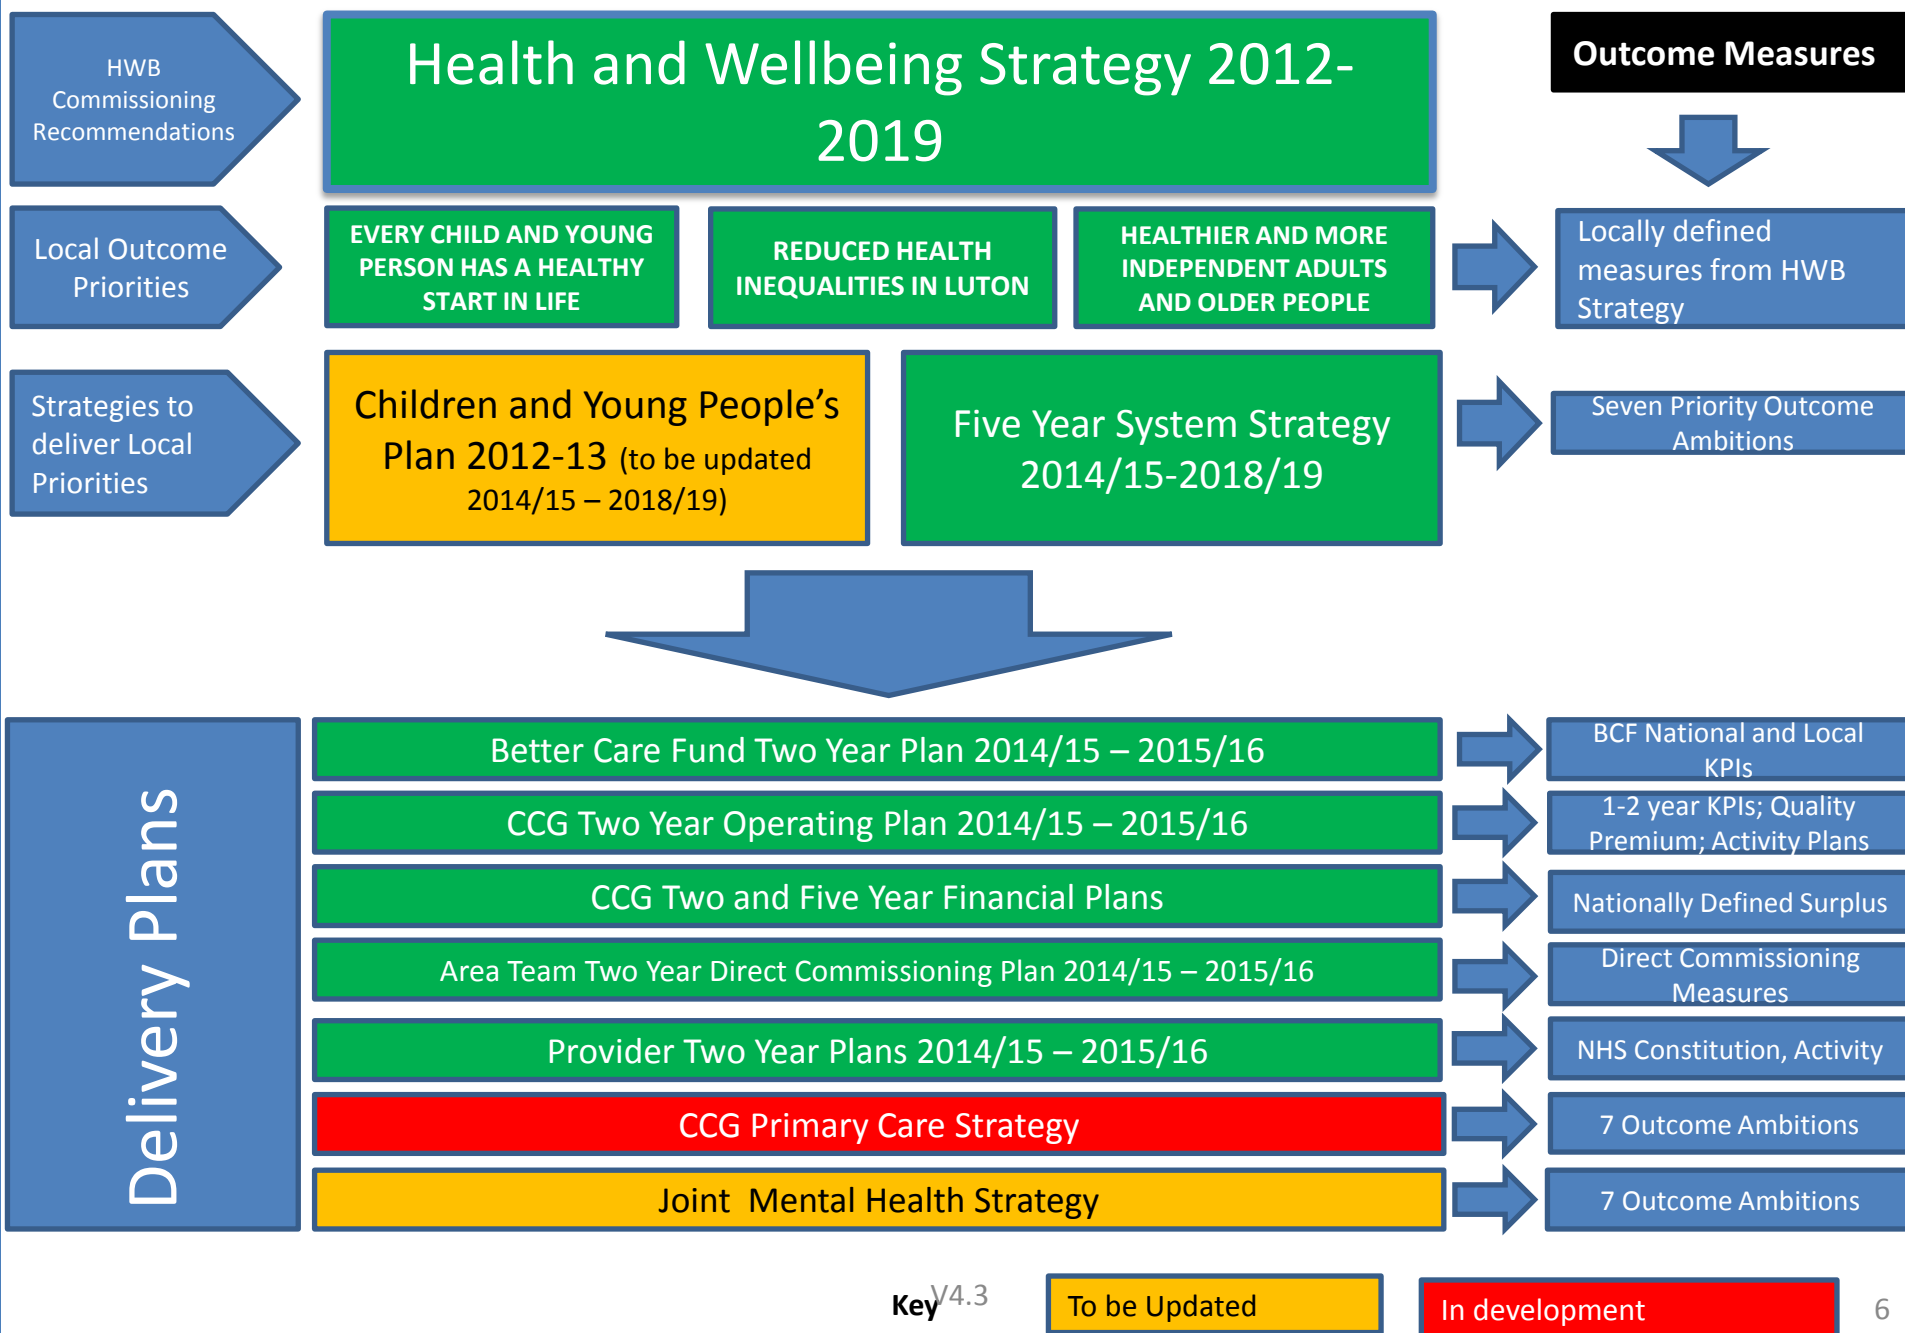 HWB
Commissioning
Recommendations
Health and Wellbeing Strategy 2012-
2019
Outcome Measures
Local Outcome
Priorities
EVERY CHILD AND YOUNG
PERSON HAS A HEALTHY
START IN LIFE
REDUCED HEALTH
INEQUALITIES IN LUTON
HEALTHIER AND MORE
INDEPENDENT ADULTS
AND OLDER PEOPLE
Locally defined
measures from HWB
Strategy
Strategies to
deliver Local
Priorities
Children and Young People’s
Plan 2012-13 (to be updated
2014/15 – 2018/19)
Five Year System Strategy
2014/15-2018/19
Seven Priority Outcome
Ambitions
Delivery Plans
Better Care Fund Two Year Plan 2014/15 – 2015/16
BCF National and Local
KPIs
CCG Two Year Operating Plan 2014/15 – 2015/16
1-2 year KPIs; Quality
Premium; Activity Plans
CCG Two and Five Year Financial Plans
Nationally Defined Surplus
Area Team Two Year Direct Commissioning Plan 2014/15 – 2015/16
Direct Commissioning
Measures
Provider Two Year Plans 2014/15 – 2015/16
NHS Constitution, Activity
CCG Primary Care Strategy
7 Outcome Ambitions
Joint  Mental Health Strategy
7 Outcome Ambitions
Key
V4.3
To be Updated
In development
6